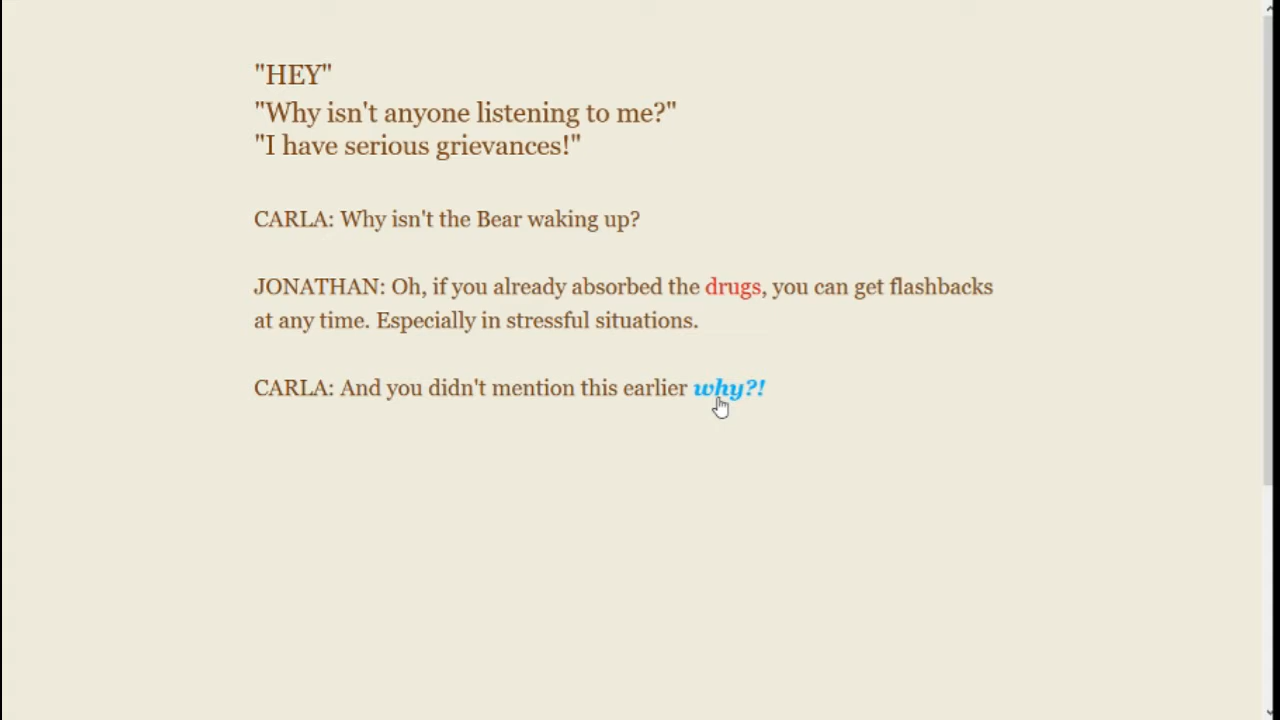 "HEY"
"Why isn't anyone listening to me?"
"I have serious grievances!"
CARLA: Why isn't the Bear waking up?
JONATHAN: Oh, if you already absorbed the drugs, you can get flashbacks
at any time. Especially in stressful situations.
CARLA: And you didn't mention this earlier why?!